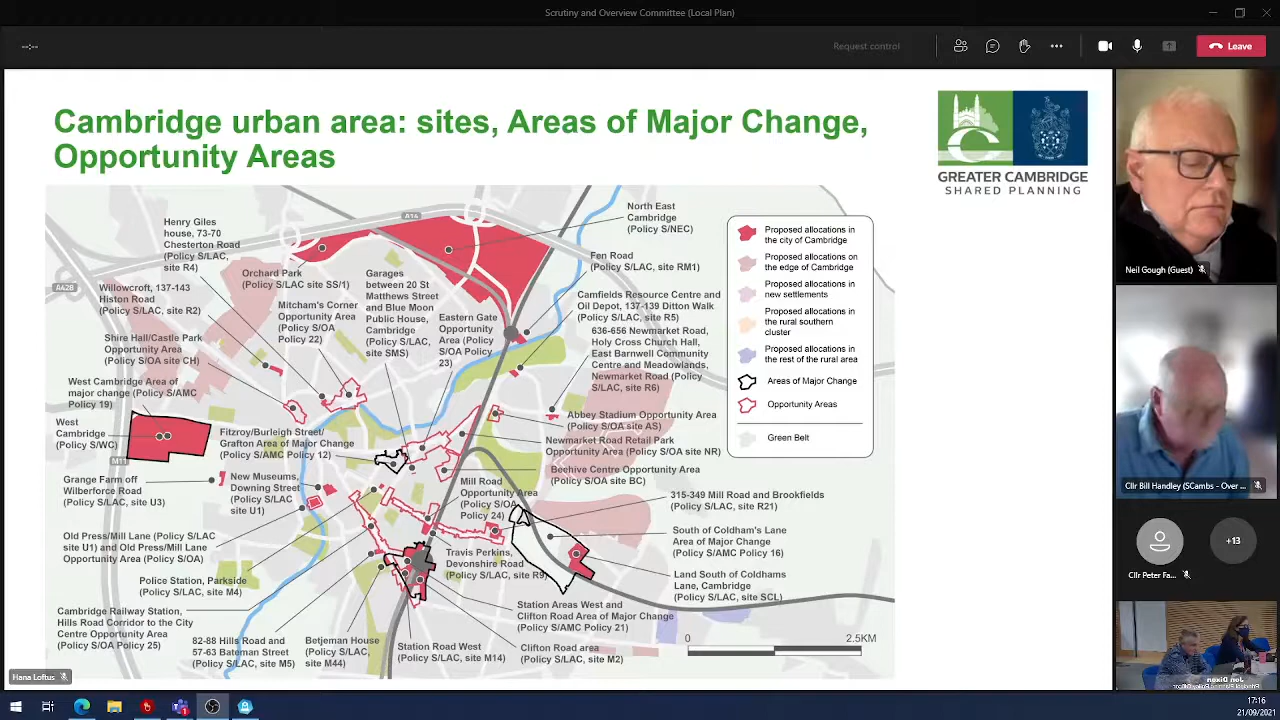 Scrutiny and Overview Committee (Local Plan)
Request control
Leave
Cambridge urban area: sites, Areas of Major Change,
Opportunity Areas
GREATER CAMBRIDGE
SHARED PLANNING
Henry Giles
house, 73-70
Chesterton Road
(Policy S/LAC,
site R4)
A14
North East
Cambridge
(Policy S/NEC)
Orchard Park
(Policy S/LAC site SS/1)
Garages
between 20 St
Matthews Street
and Blue Moon
Public House,
Cambridge
(Policy S/LAC,
site SMS)
Fen Road
(Policy S/LAC, site RM1)
A428
Willowcroft, 137-143
Histon Road
(Policy S/LAC, site R2)
Mitcham's Corner
Opportunity Area
(Policy S/OA
Policy 22)
Eastern Gate
Opportunity
Area (Policy
S/OA Policy
23)
Camfields Resource Centre and
Oil Depot, 137-139 Ditton Walk
(Policy S/LAC, site R5)
636-656 Newmarket Road,
Holy Cross Church Hall,
East Barnwell Community
Centre and Meadowlands,
Newmarket Road (Policy
S/LAC, site R6)
Shire Hall/Castle Park
Opportunity Area
(Policy S/OA site CH)
West Cambridge Area of
major change (Policy S/AMC
Policy 19)
West
Cambridge
(Policy S/WC)
M11
Fitzroy/Burleigh Street/
Grafton Area of Major Change
(Policy S/AMC Policy 12)
Abbey Stadium Opportunity Area
(Policy S/OA site AS)
Newmarket Road Retail Park
Opportunity Area (Policy S/OA, site NR)
Beehive Centre Opportunity Area
(Policy S/OA site BC)
Grange Farm off
Wilberforce Road
(Policy S/LAC, site U3)
New Museums,
Downing Street
(Policy S/LAC
site U1)
Mill Road
Opportunity Area
(Policy S/OA
Policy 24)
315-349 Mill Road and Brookfields
(Policy S/LAC, site R21)
South of Coldham's Lane
Area of Major Change
(Policy S/AMC Policy 16)
Old Press/Mill Lane (Policy S/LAC
site U1) and Old Press/Mill Lane
Opportunity Area (Policy S/OA)
Travis Perkins,
Devonshire Road
(Policy S/LAC, site R9)
Land South of Coldhams
Lane, Cambridge
(Policy S/LAC, site SCL)
Police Station, Parkside
(Policy S/LAC, site M4)
Cambridge Railway Station,
Hills Road Corridor to the City
Centre Opportunity Area
(Policy S/OA Policy 25)
82-88 Hills Road and
57-63 Bateman Street
(Policy S/LAC, site M5)
Betjeman House
(Policy S/LAC,
site M44)
Station Road West
(Policy S/LAC, site M14)
Station Areas West and
Clifton Road Area of Major Change
(Policy S/AMC Policy 21)
Clifton Road area
(Policy S/LAC, site M2)
0
2.5KM
Proposed allocations in
the city of Cambridge
Proposed allocations on
the edge of Cambridge
Proposed allocations in
new settlements
Proposed allocations in
the rural southern
cluster
Proposed allocations in
the rest of the rural area
Areas of Major Change
Opportunity Areas
Green Belt
Neil Gough (Guest)
Cllr Bill Handley (SCambs - Over ...
Cllr Peter Fa...
+13
Hana Loftus
17:16
21/09/2021